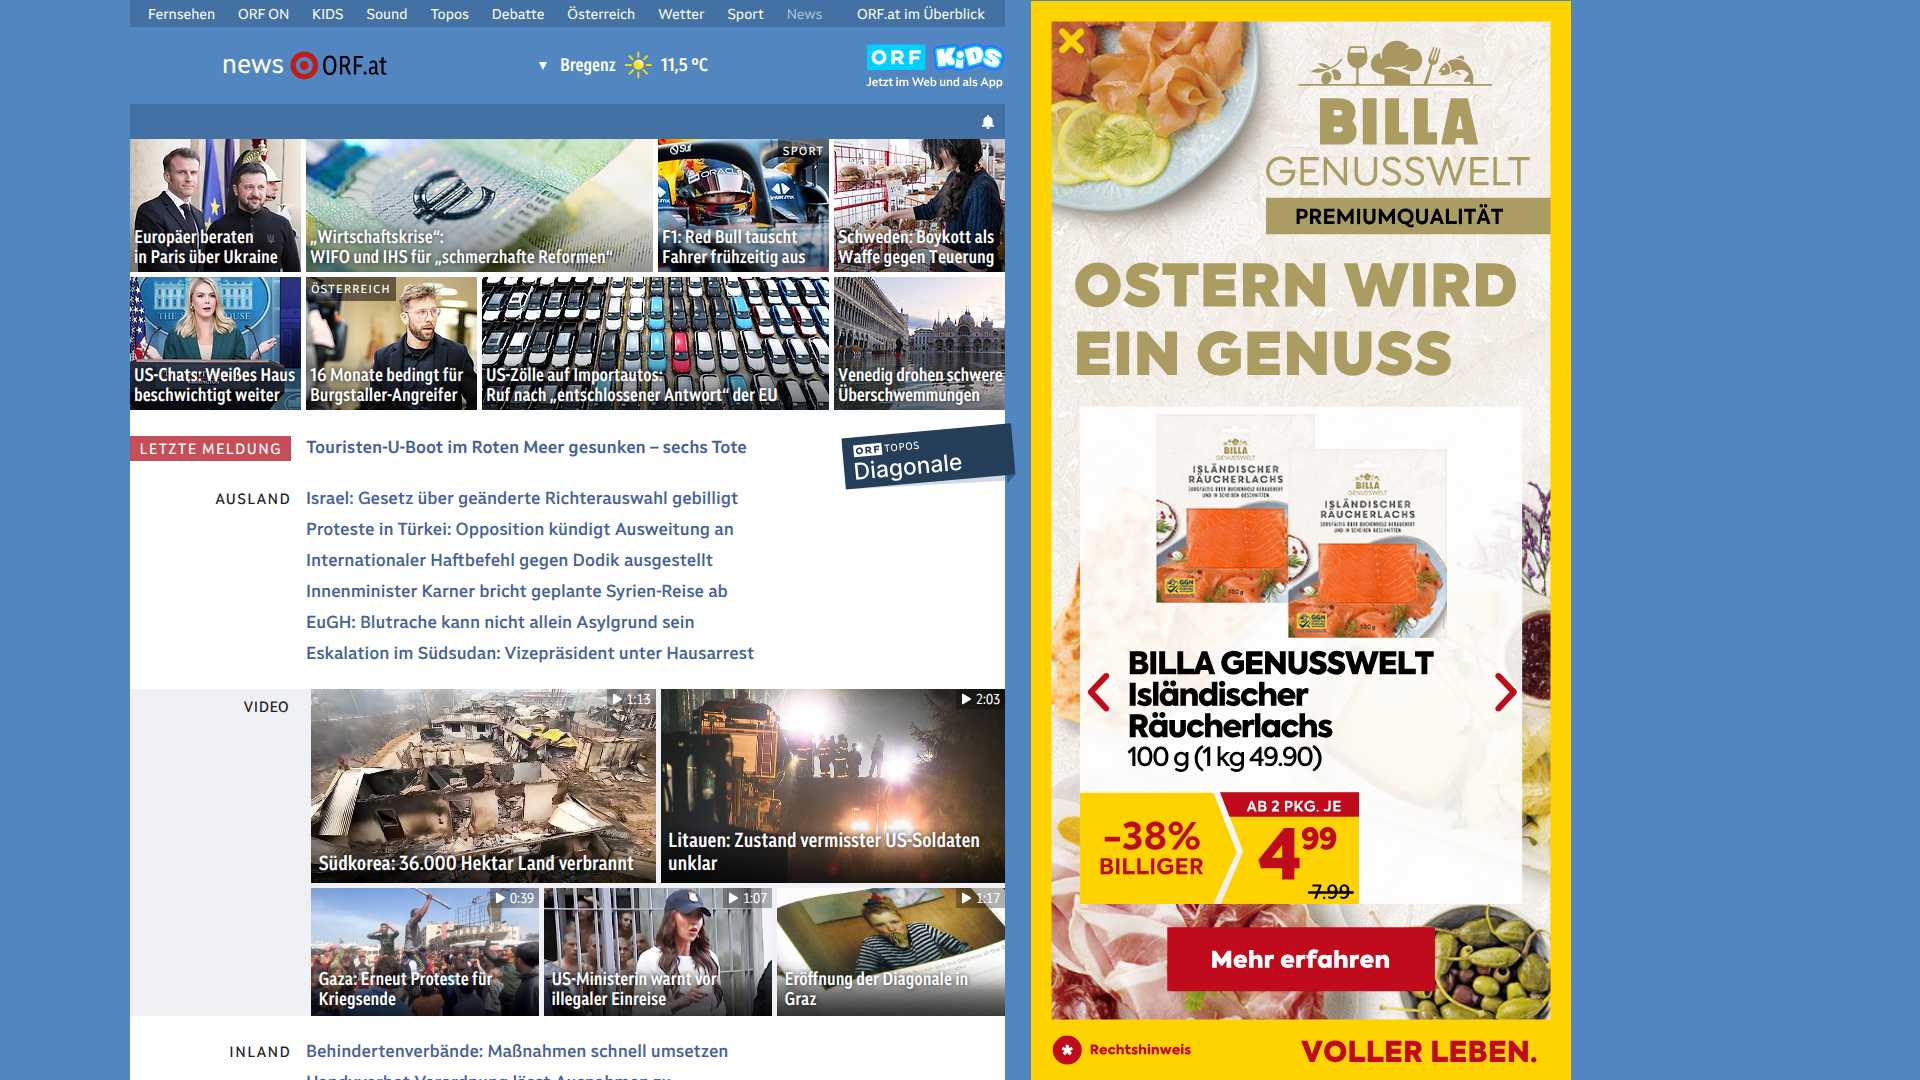 Fernsehen ORF ON KIDS Sound Topos Debatte Österreich Wetter Sport News ORF.at im Überblick
news ORF.at
▼ Bregenz 11,5 °C
ORF KiDS
Jetzt im Web und als App
Europäer beraten
in Paris über Ukraine
„Wirtschaftskrise“:
WIFO und IHS für „schmerzhafte Reformen“
SPORT
ORACLE
F1: Red Bull tauscht
Fahrer frühzeitig aus
Schweden: Boykott als
Waffe gegen Teuerung
US-Chats: Weißes Haus
beschwichtigt weiter
ÖSTERREICH
16 Monate bedingt für
Burgstaller-Angreifer
US-Zölle auf Importautos:
Ruf nach „entschlossener Antwort“ der EU
Venedig drohen schwere
Überschwemmungen
LETZTE MELDUNG
Touristen-U-Boot im Roten Meer gesunken – sechs Tote
ORF TOPOS
Diagonale
AUSLAND
Israel: Gesetz über geänderte Richterauswahl gebilligt
Proteste in Türkei: Opposition kündigt Ausweitung an
Internationaler Haftbefehl gegen Dodik ausgestellt
Innenminister Karner bricht geplante Syrien-Reise ab
EuGH: Blutrache kann nicht allein Asylgrund sein
Eskalation im Südsudan: Vizepräsident unter Hausarrest
VIDEO
1:13
Südkorea: 36.000 Hektar Land verbrannt
2:03
Litauen: Zustand vermisster US-Soldaten
unklar
0:39
Gaza: Erneut Proteste für
Kriegsende
1:07
US-Ministerin warnt vor
illegaler Einreise
1:17
Eröffnung der Diagonale in
Graz
INLAND
Behindertenverbände: Maßnahmen schnell umsetzen
BILLA
GENUSSWELT
PREMIUMQUALITÄT
OSTERN WIRD
EIN GENUSS
BILLA
GENUSSWELT
ISLÄNDISCHER
RÄUCHERLACHS
BILLA
GENUSSWELT
ISLÄNDISCHER
RÄUCHERLACHS
BILLA GENUSSWELT
Isländischer
Räucherlachs
100 g (1 kg 49.90)
-38%
BILLIGER
AB 2 PKG. JE
4 99
7.99
Mehr erfahren
* Rechtshinweis
VOLLER LEBEN.